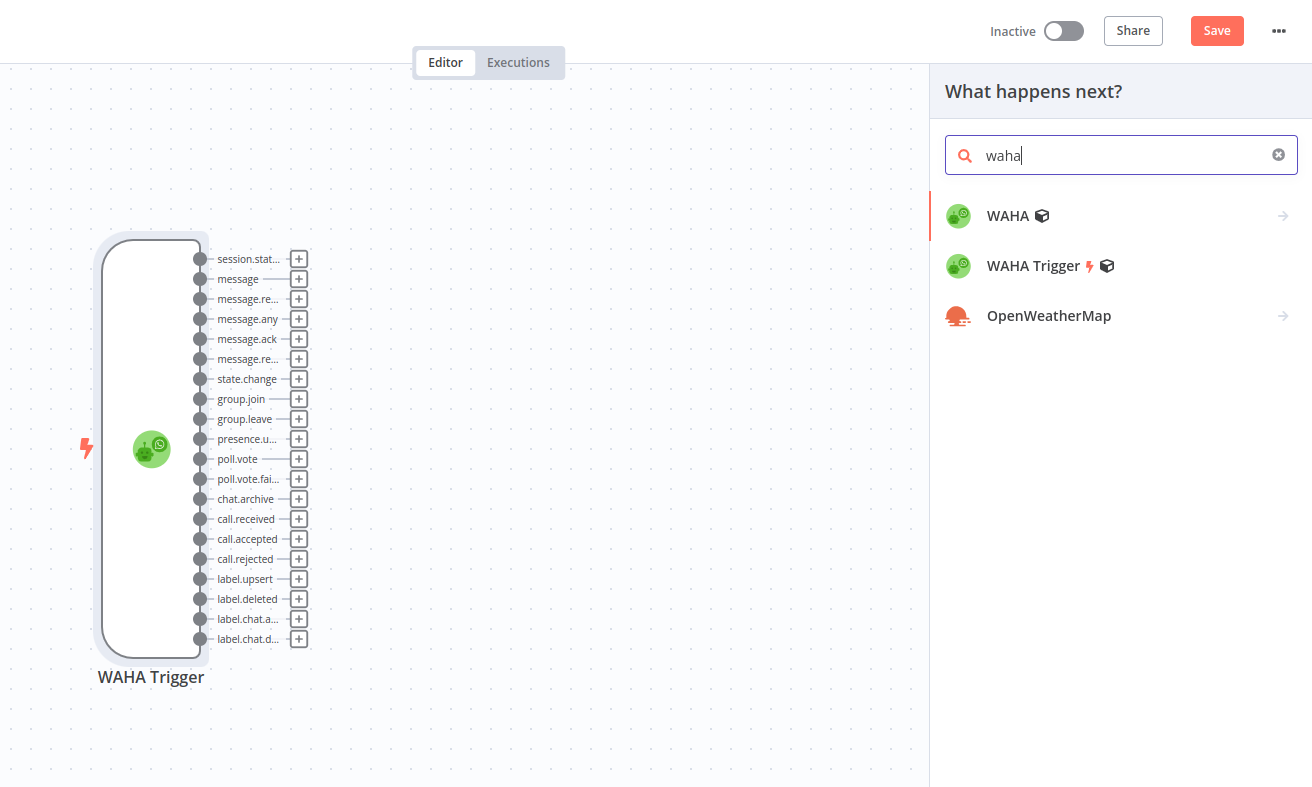 Inactive
Share
Save
Editor
Executions
What happens next?
waha
WAHA
WAHA Trigger
OpenWeatherMap
session.stat...
message
message.re...
message.any
message.ack
message.re...
state.change
group.join
group.leave
presence.u...
poll.vote
poll.vote.fai...
chat.archive
call.received
call.accepted
call.rejected
label.upsert
label.deleted
label.chat.a...
label.chat.d...
WAHA Trigger